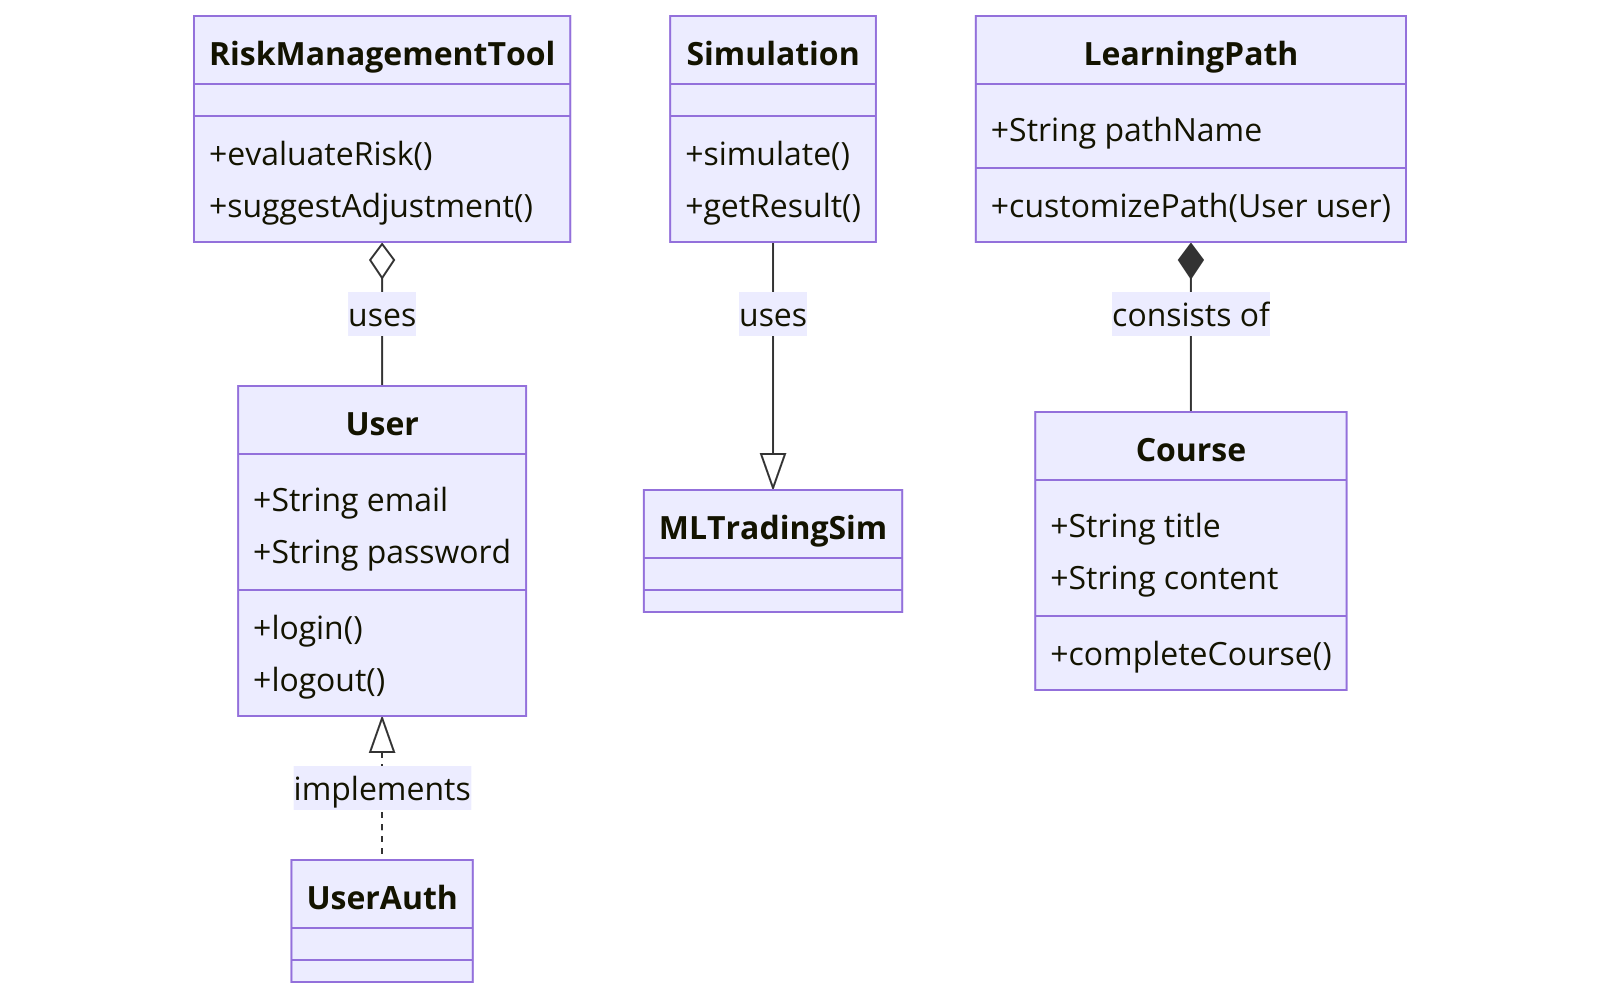 RiskManagementTool
+evaluateRisk()
+suggestAdjustment()
uses
User
+String email
+String password
+login()
+logout()
implements
UserAuth
Simulation
+simulate()
+getResult()
uses
MLTradingSim
LearningPath
+String pathName
+customizePath(User user)
consists of
Course
+String title
+String content
+completeCourse()